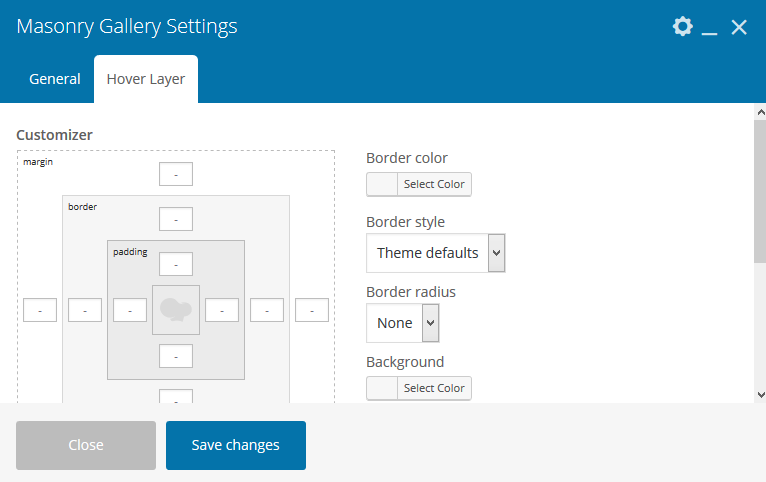 Masonry Gallery Settings
General
Hover Layer
Customizer
margin
-
border
-
padding
-
- - - - - -
-
-
Border color
Select Color
Border style
Theme defaults
Border radius
None
Background
Select Color
Close
Save changes